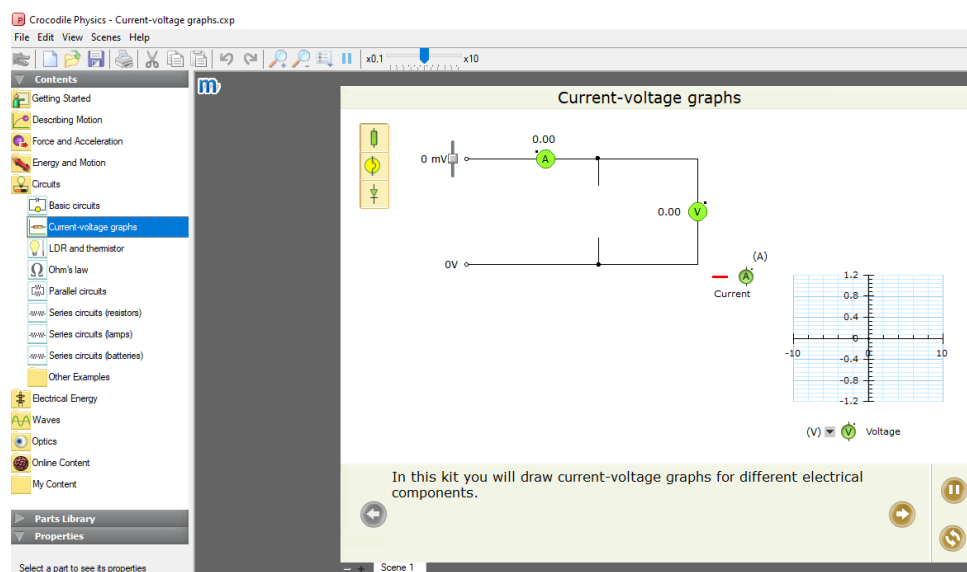 Crocodile Physics - Current-voltage graphs.cxp
File Edit View Scenes Help
x0,1 x10
Contents
Getting Started
Describing Motion
Force and Acceleration
Energy and Motion
Circuits
Basic circuits
Current-voltage graphs
LDR and thermistor
Ohm's law
Parallel circuits
Series circuits (resistors)
Series circuits (lamps)
Series circuits (batteries)
Other Examples
Electrical Energy
Waves
Optics
Online Content
My Content
Parts Library
Properties
Select a part to see its properties
m
Current-voltage graphs
0.00
0 mV
A
0.00 V
0V
(A)
A
Current
1.2
0.8
0.4
0
-10 0 10
-0.4
-0.8
-1.2
(V) V Voltage
In this kit you will draw current-voltage graphs for different electrical
components.
Scene 1